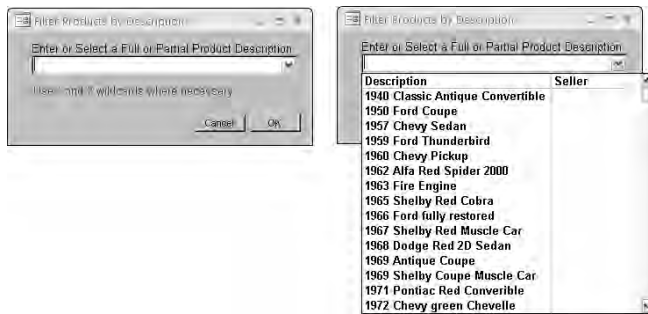 Filter Products by Description
Enter or Select a Full or Partial Product Description
Use * and ? wildcards where necessary
Cancel
OK
Filter Products by Description
Enter or Select a Full or Partial Product Description
Description Seller
1940 Classic Antique Convertible
1950 Ford Coupe
1957 Chevy Sedan
1959 Ford Thunderbird
1960 Chevy Pickup
1962 Alfa Red Spider 2000
1963 Fire Engine
1965 Shelby Red Cobra
1966 Ford fully restored
1967 Shelby Red Muscle Car
1968 Dodge Red 2D Sedan
1969 Antique Coupe
1969 Shelby Coupe Muscle Car
1971 Pontiac Red Conver​ible
1972 Chevy green Chevelle